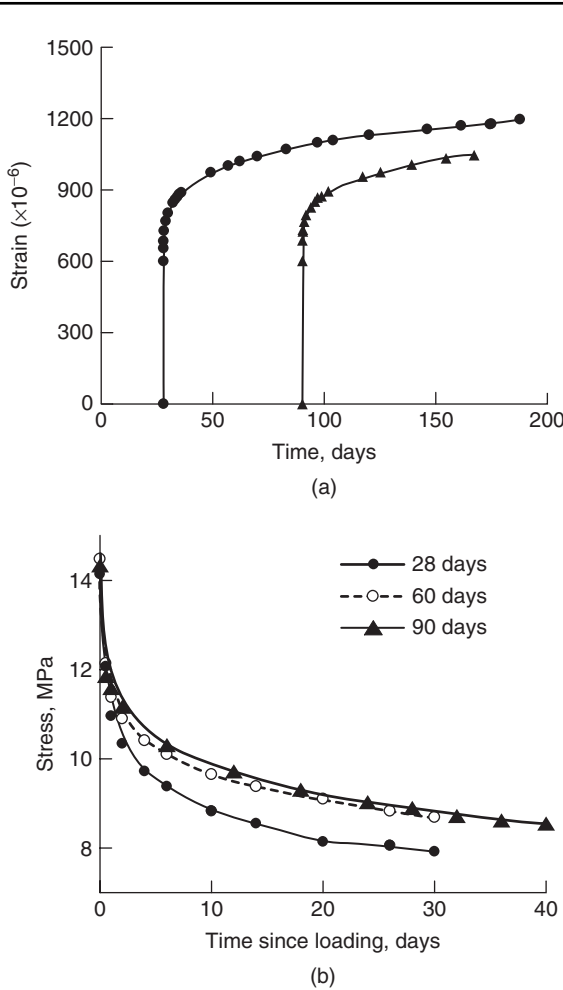 1500
1200
900
600
300
0
Strain (×10⁻⁶)
0 50 100 150 200
Time, days
(a)
28 days
60 days
90 days
14
12
10
8
Stress, MPa
0 10 20 30 40
Time since loading, days
(b)